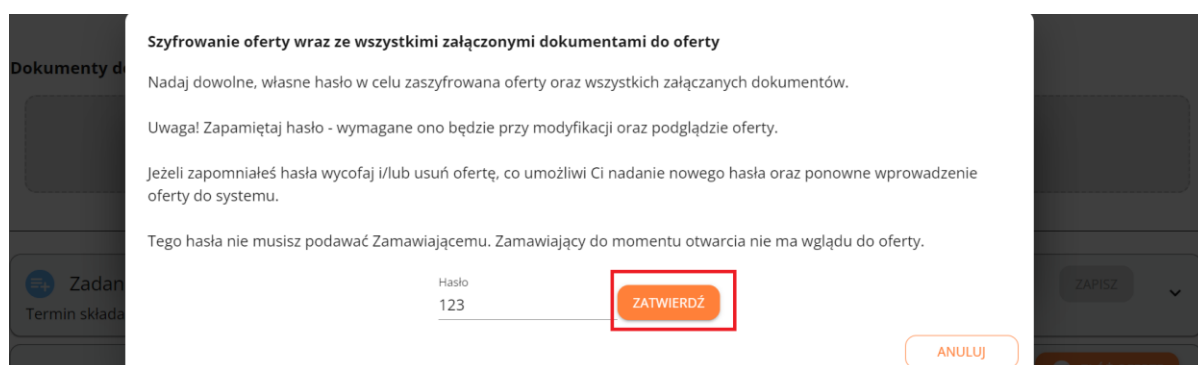 Szyfrowanie oferty wraz ze wszystkimi załączonymi dokumentami do oferty
Dokumenty d
Nadaj dowolne, własne hasło w celu zaszyfrowana oferty oraz wszystkich załączanych dokumentów.
Uwaga! Zapamiętaj hasło - wymagane ono będzie przy modyfikacji oraz podglądzie oferty.
Jeżeli zapomniałeś hasła wycofaj i/lub usuń ofertę, co umożliwi Ci nadanie nowego hasła oraz ponowne wprowadzenie
oferty do systemu.
Tego hasła nie musisz podawać Zamawiającemu. Zamawiający do momentu otwarcia nie ma wglądu do oferty.
Hasło
123
ZATWIERDŹ
Zadan
ZAPISZ
Termin składa
ANULUJ